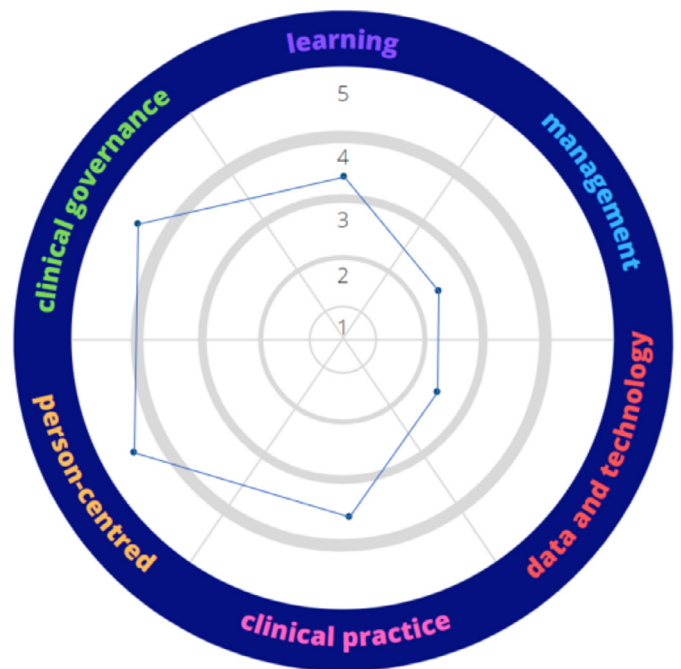 learning
management
data and technology
clinical practice
person-centred
clinical governance
5
4
3
2
1